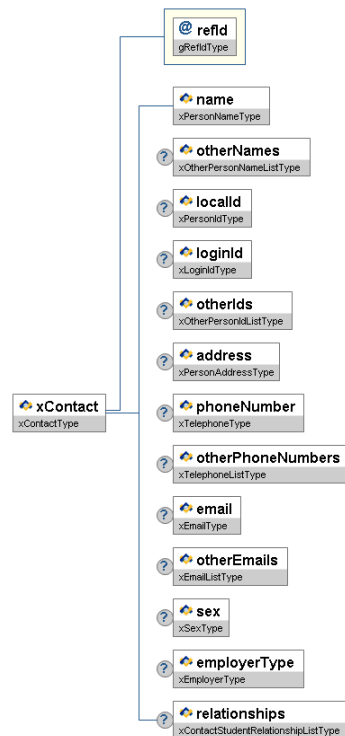 @ refId
gRefIdType
name
xPersonNameType
? otherNames
xOtherPersonNameListType
? localId
xPersonIdType
? loginId
xLoginIdType
? otherIds
xOtherPersonIdListType
? address
xPersonAddressType
xContact
xContactType
? phoneNumber
xTelephoneType
? otherPhoneNumbers
xTelephoneListType
? email
xEmailType
? otherEmails
xEmailListType
? sex
xSexType
? employerType
xEmployerType
? relationships
xContactStudentRelationshipListType